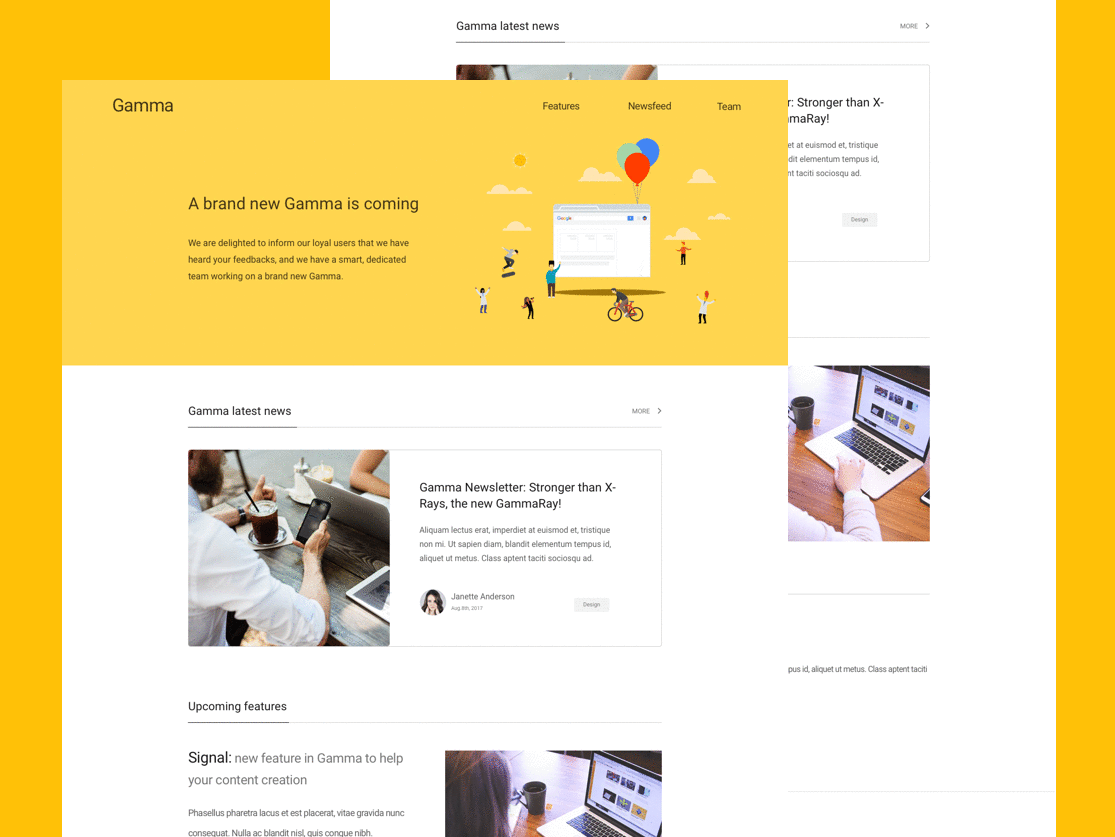 Gamma latest news
MORE
r: Stronger than X-
mmaRay!
et at euismod et, tristique
ndit elementum tempus id,
nt taciti sociosqu ad.
Design
pus id, aliquet ut metus. Class aptent taciti
Gamma
Features
Newsfeed
Team
A brand new Gamma is coming
We are delighted to inform our loyal users that we have
heard your feedbacks, and we have a smart, dedicated
team working on a brand new Gamma.
Google
Gamma latest news
MORE
Gamma Newsletter: Stronger than X-
Rays, the new GammaRay!
Aliquam lectus erat, imperdiet at euismod et, tristique
non mi. Ut sapien diam, blandit elementum tempus id,
aliquet ut metus. Class aptent taciti sociosqu ad.
Janette Anderson
Aug.8th, 2017
Design
Upcoming features
Signal: new feature in Gamma to help
your content creation
Phasellus pharetra lacus et est placerat, vitae gravida nunc
consequat. Nulla ac blandit nisl, quis congue nibh.